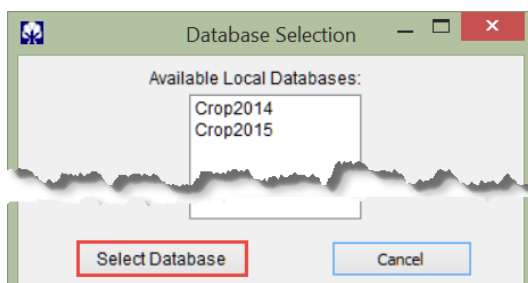 Database Selection
Available Local Databases:
Crop2014
Crop2015
Select Database
Cancel